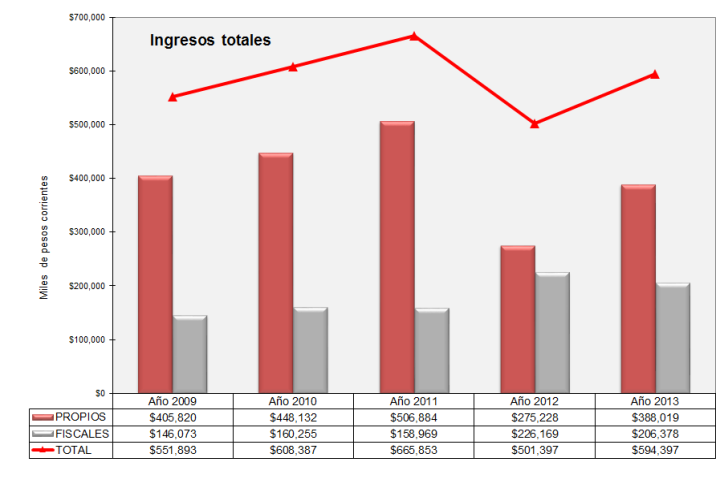 Ingresos totales
$700,000
$600,000
$500,000
$400,000
$300,000
$200,000
$100,000
$0
Miles de pesos corrientes
Año 2009 Año 2010 Año 2011 Año 2012 Año 2013
PROPIOS $405,820 $448,132 $506,884 $275,228 $388,019
FISCALES $146,073 $160,255 $158,969 $226,169 $206,378
TOTAL $551,893 $608,387 $665,853 $501,397 $594,397